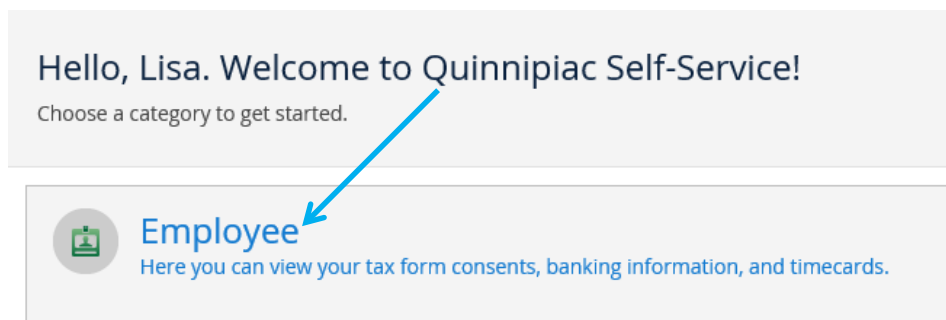 Hello, Lisa. Welcome to Quinnipiac Self-Service!
Choose a category to get started.
Employee
Here you can view your tax form consents, banking information, and timecards.